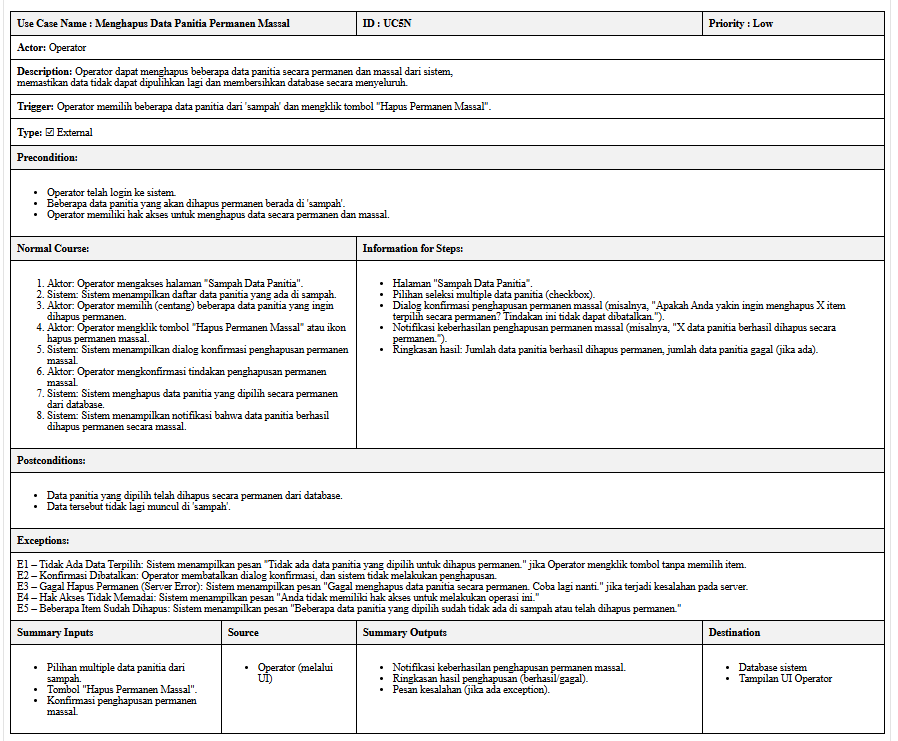 Use Case Name : Menghapus Data Panitia Permanen Massal
ID : UC5N
Priority : Low
Actor: Operator
Description: Operator dapat menghapus beberapa data panitia secara permanen dan massal dari sistem,
memastikan data tidak dapat dipulihkan lagi dan membersihkan database secara menyeluruh.
Trigger: Operator memilih beberapa data panitia dari 'sampah' dan mengklik tombol "Hapus Permanen Massal".
Type: ☑ External
Precondition:
• Operator telah login ke sistem.
• Beberapa data panitia yang akan dihapus permanen berada di 'sampah'.
• Operator memiliki hak akses untuk menghapus data secara permanen dan massal.
Normal Course:
1. Aktor: Operator mengakses halaman "Sampah Data Panitia".
2. Sistem: Sistem menampilkan daftar data panitia yang ada di sampah.
3. Aktor: Operator memilih (centang) beberapa data panitia yang ingin
dihapus permanen.
4. Aktor: Operator mengklik tombol "Hapus Permanen Massal" atau ikon
hapus permanen massal.
5. Sistem: Sistem menampilkan dialog konfirmasi penghapusan permanen
massal.
6. Aktor: Operator mengkonfirmasi tindakan penghapusan permanen
massal.
7. Sistem: Sistem menghapus data panitia yang dipilih secara permanen
dari database.
8. Sistem: Sistem menampilkan notifikasi bahwa data panitia berhasil
dihapus permanen secara massal.
Information for Steps:
• Halaman "Sampah Data Panitia".
• Pilihan seleksi multiple data panitia (checkbox).
• Dialog konfirmasi penghapusan permanen massal (misalnya, "Apakah Anda yakin ingin menghapus X item
terpilih secara permanen? Tindakan ini tidak dapat dibatalkan.").
• Notifikasi keberhasilan penghapusan permanen massal (misalnya, "X data panitia berhasil dihapus secara
permanen.").
• Ringkasan hasil: Jumlah data panitia berhasil dihapus permanen, jumlah data panitia gagal (jika ada).
Postconditions:
• Data panitia yang dipilih telah dihapus secara permanen dari database.
• Data tersebut tidak lagi muncul di 'sampah'.
Exceptions:
E1 – Tidak Ada Data Terpilih: Sistem menampilkan pesan "Tidak ada data panitia yang dipilih untuk dihapus permanen." jika Operator mengklik tombol tanpa memilih item.
E2 – Konfirmasi Dibatalkan: Operator membatalkan dialog konfirmasi, dan sistem tidak melakukan penghapusan.
E3 – Gagal Hapus Permanen (Server Error): Sistem menampilkan pesan "Gagal menghapus data panitia secara permanen. Coba lagi nanti." jika terjadi kesalahan pada server.
E4 – Hak Akses Tidak Memadai: Sistem menampilkan pesan "Anda tidak memiliki hak akses untuk melakukan operasi ini."
E5 – Beberapa Item Sudah Dihapus: Sistem menampilkan pesan "Beberapa data panitia yang dipilih sudah tidak ada di sampah atau telah dihapus permanen."
Summary Inputs
• Pilihan multiple data panitia dari
sampah.
• Tombol "Hapus Permanen Massal".
• Konfirmasi penghapusan permanen
massal.
Source
• Operator (melalui
UI)
Summary Outputs
• Notifikasi keberhasilan penghapusan permanen massal.
• Ringkasan hasil penghapusan (berhasil/gagal).
• Pesan kesalahan (jika ada exception).
Destination
• Database sistem
• Tampilan UI Operator